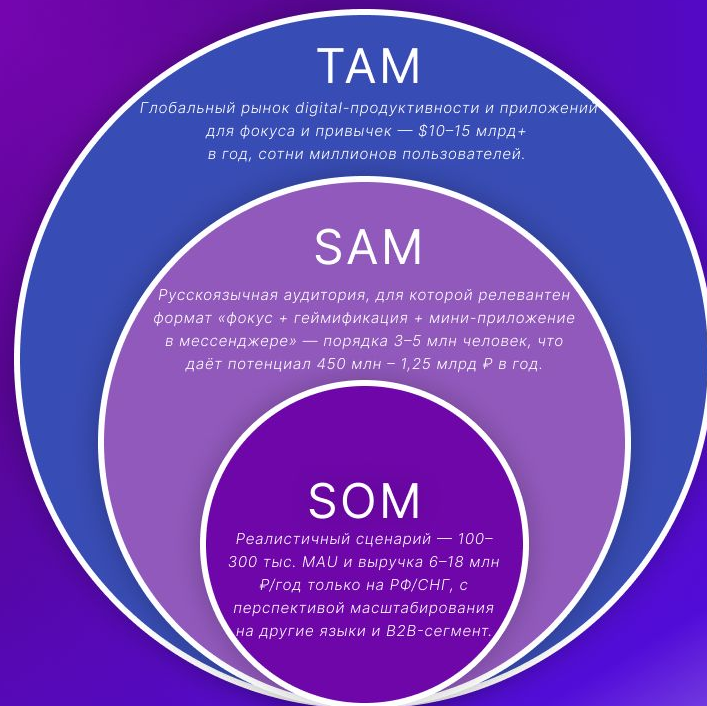 TAM
Глобальный рынок digital-продуктивности и приложений
для фокуса и привычек — $10–15 млрд+
в год, сотни миллионов пользователей.
SAM
Русскоязычная аудитория, для которой релевантен
формат «фокус + геймификация + мини-приложение
в мессенджере» — порядка 3–5 млн человек, что
даёт потенциал 450 млн – 1,25 млрд ₽ в год.
SOM
Реалистичный сценарий — 100–
300 тыс. MAU и выручка 6–18 млн
₽/год только на РФ/СНГ, с
перспективой масштабирования
на другие языки и B2B-сегмент.